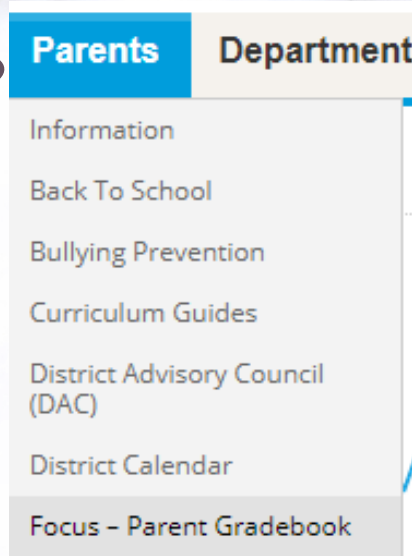 Parents Department
Information
Back To School
Bullying Prevention
Curriculum Guides
District Advisory Council
(DAC)
District Calendar
Focus – Parent Gradebook